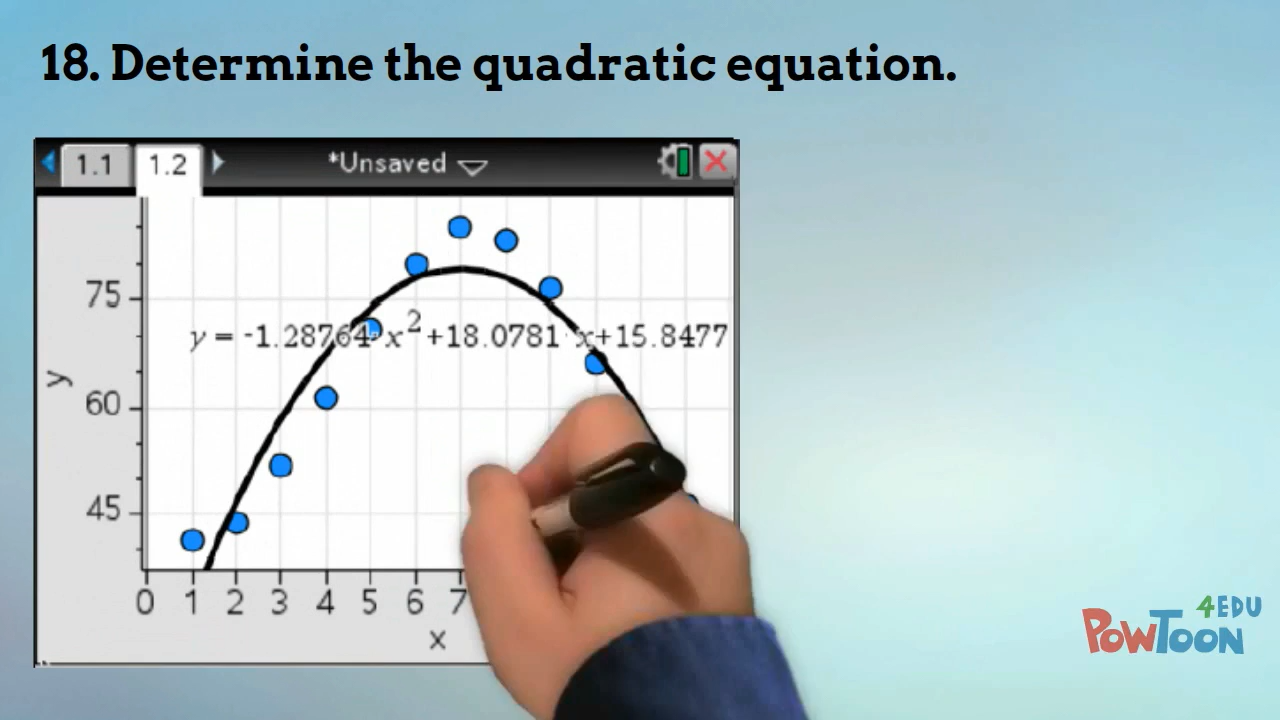 18. Determine the quadratic equation.
1.1
1.2
*Unsaved
75
y = -1.28764·x²+18.0781·x+15.8477
y
60
45
0 1 2 3 4 5 6 7
x
4EDU
POWTOON